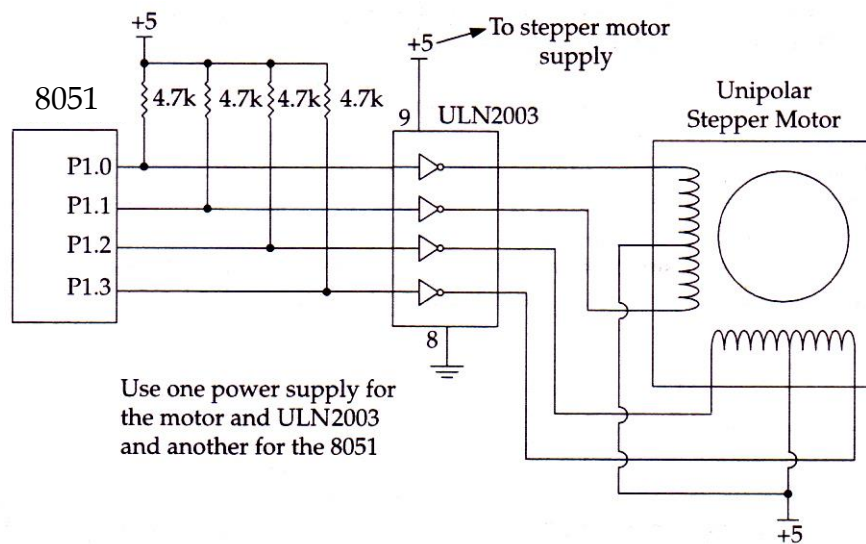 +5
+5
To stepper motor
supply
8051
4.7k
4.7k
4.7k
4.7k
9
ULN2003
Unipolar
Stepper Motor
P1.0
P1.1
P1.2
P1.3
8
Use one power supply for
the motor and ULN2003
and another for the 8051
+5